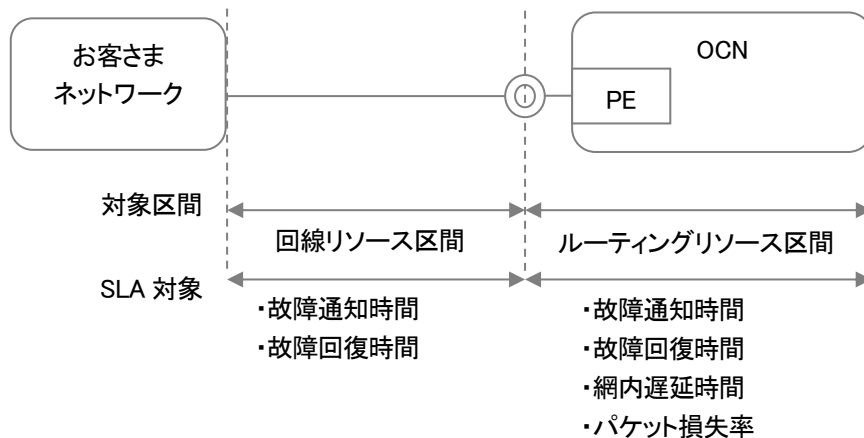 お客さま
ネットワーク
OCN
PE
対象区間
回線リソース区間
ルーティングリソース区間
SLA 対象
・故障通知時間
・故障回復時間
・故障通知時間
・故障回復時間
・網内遅延時間
・パケット損失率